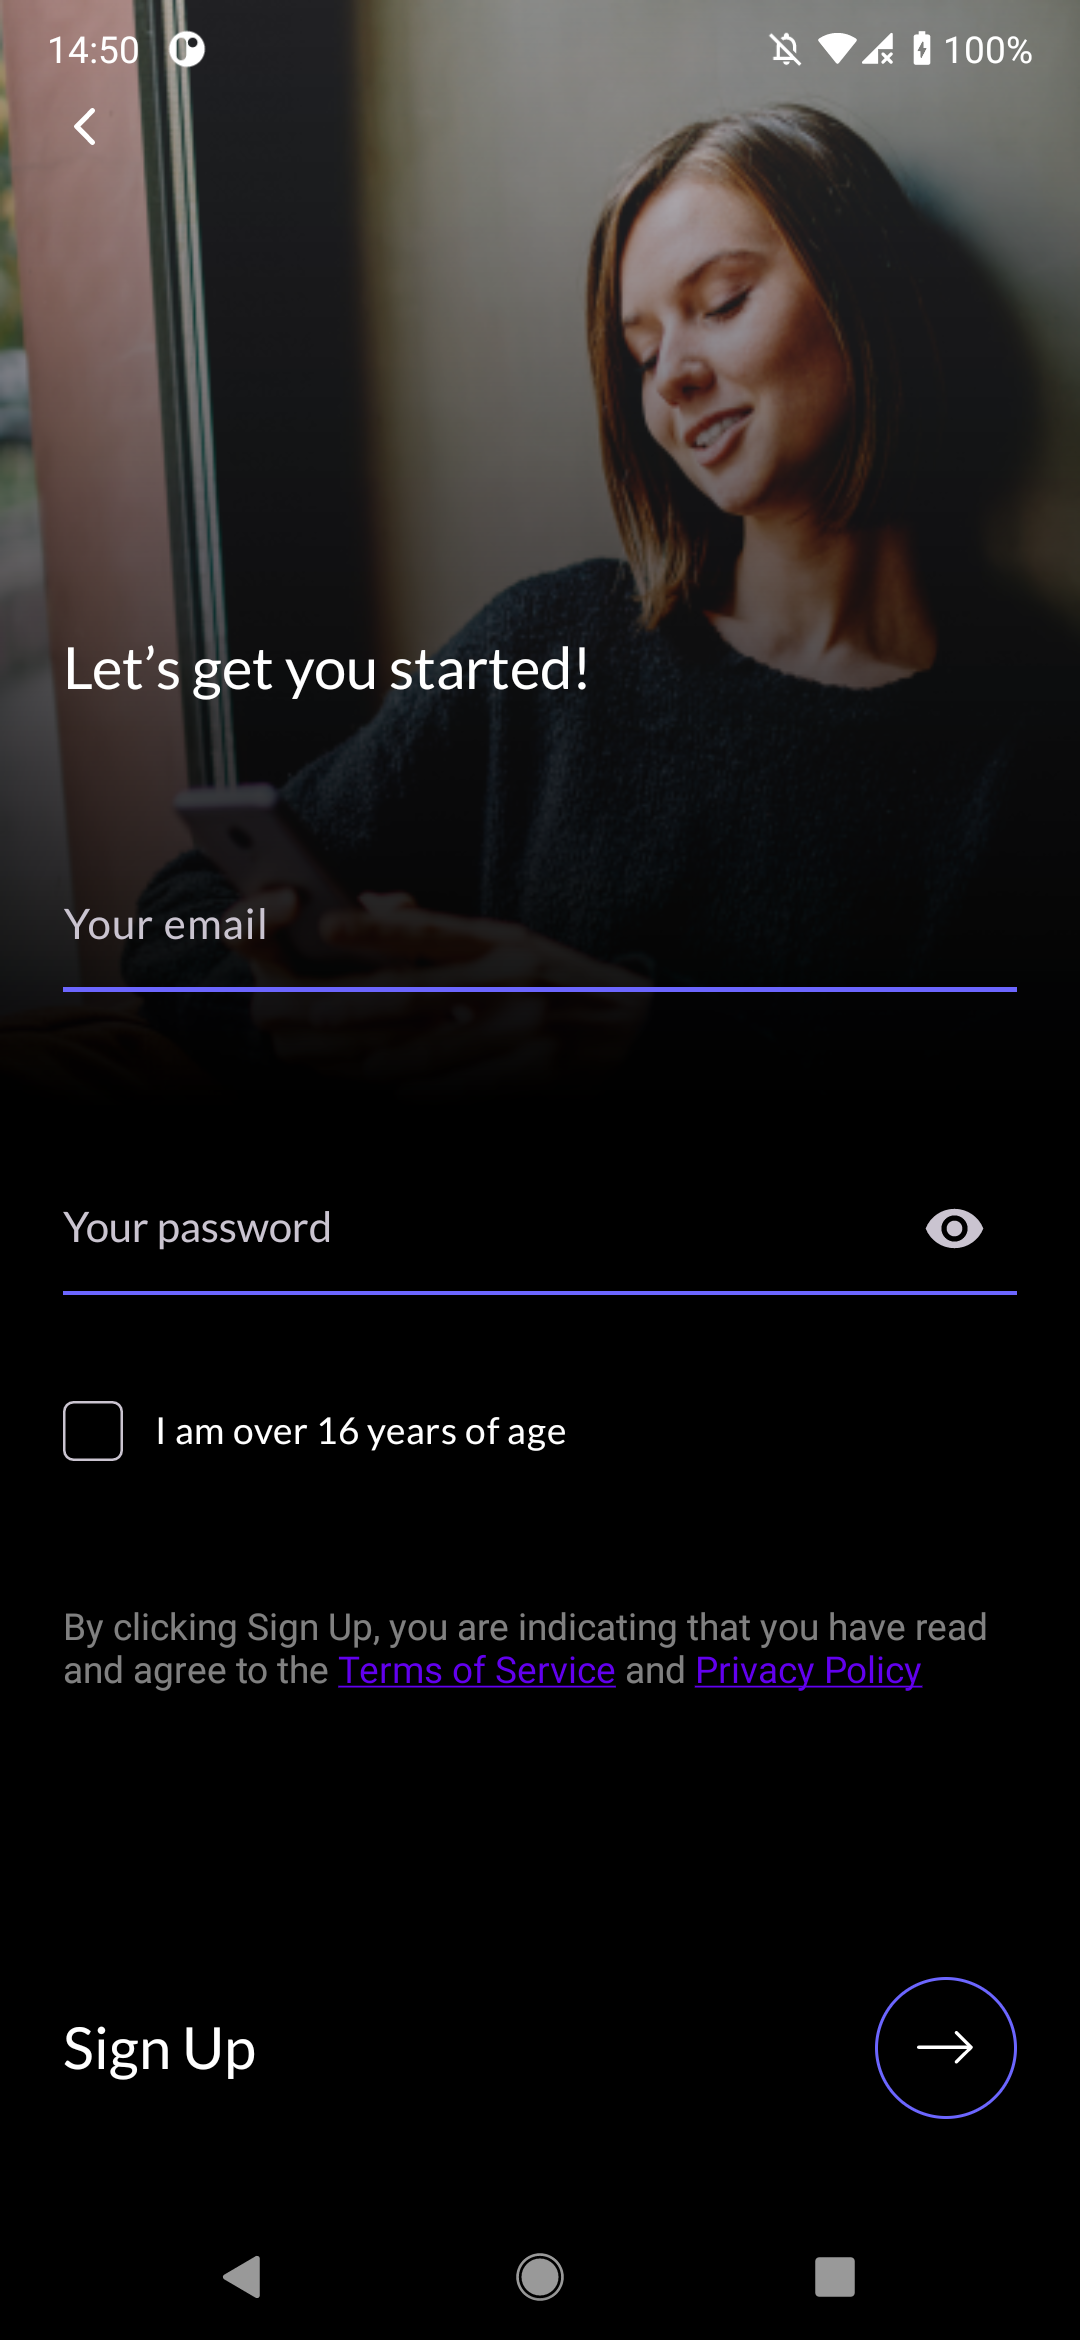 14:50
100%
Let’s get you started!
Your email
Your password
I am over 16 years of age
By clicking Sign Up, you are indicating that you have read
and agree to the Terms of Service and Privacy Policy
Sign Up